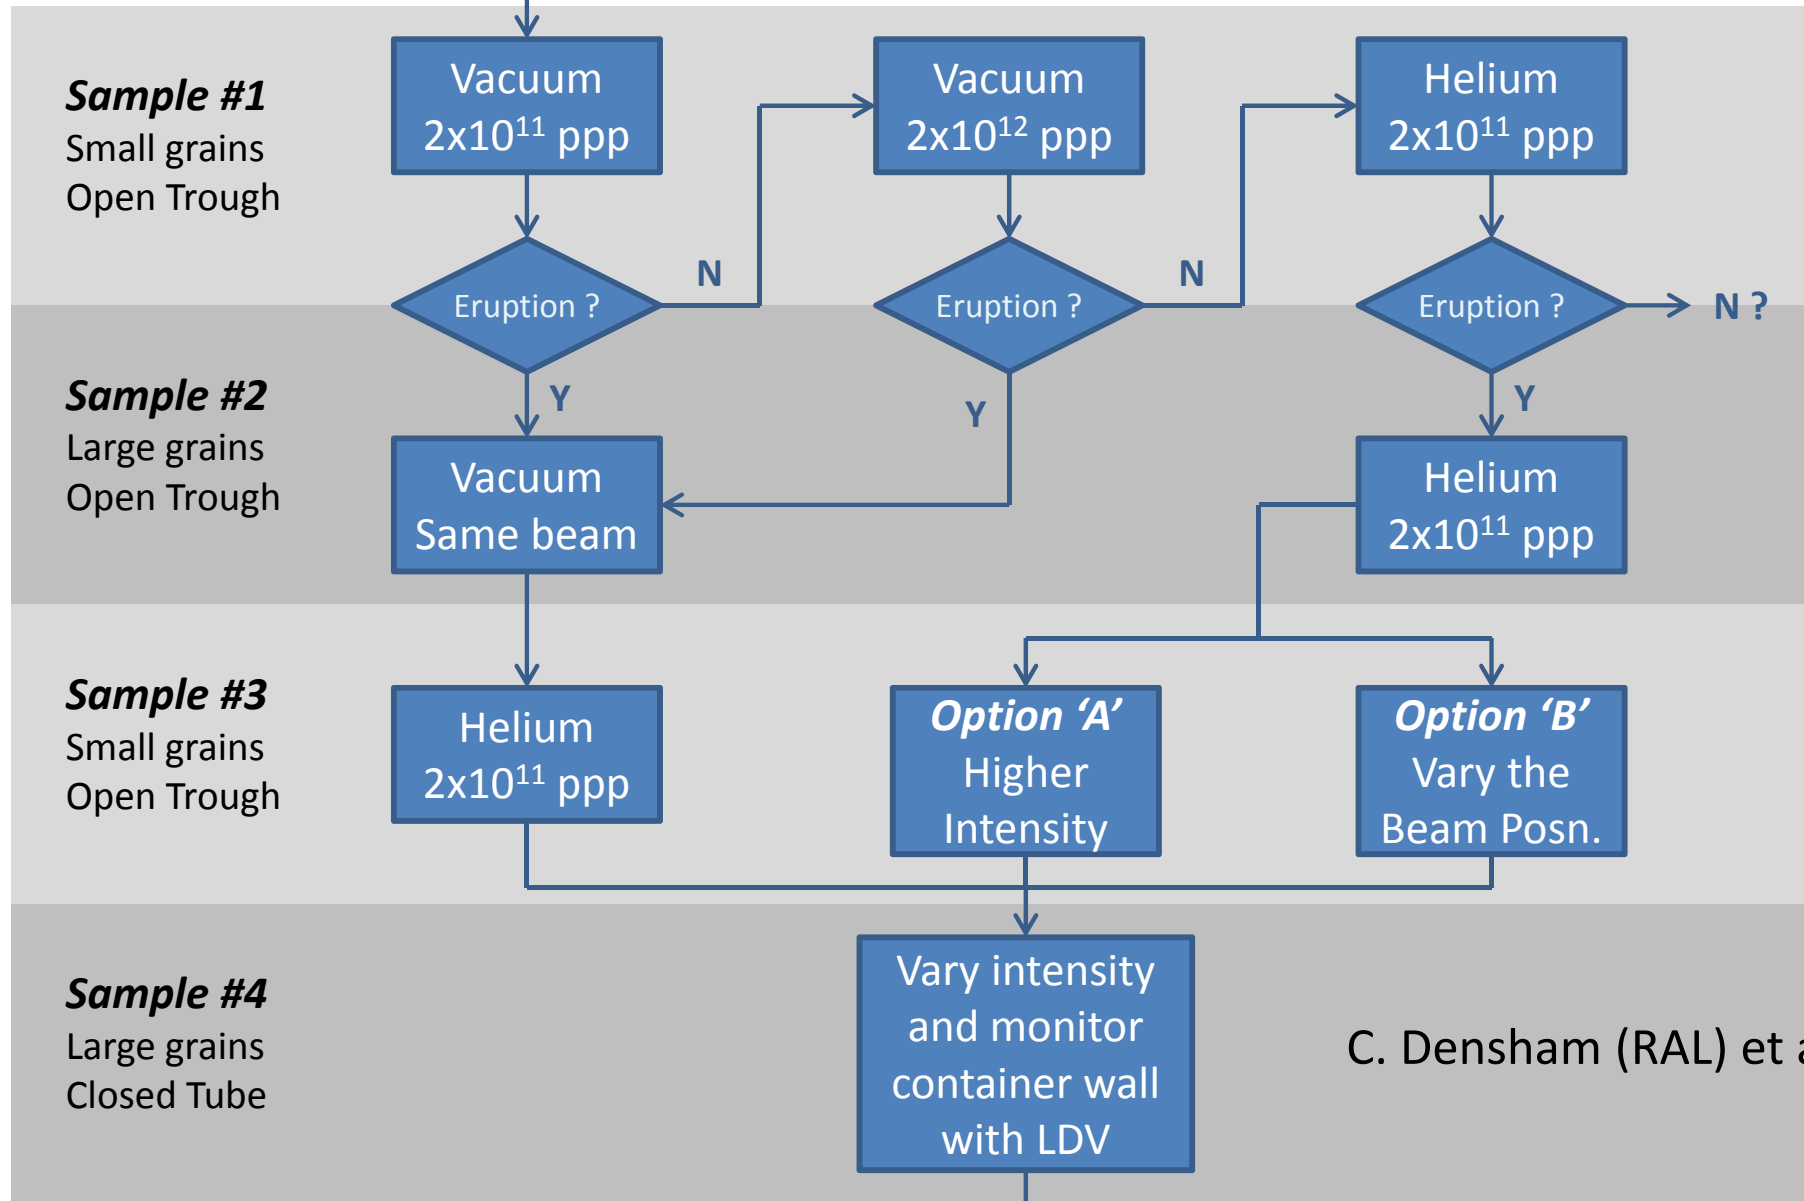 Sample #1
Small grains
Open Trough
Vacuum
2x10¹¹ ppp
Vacuum
2x10¹² ppp
Helium
2x10¹¹ ppp
Eruption ?
N
Eruption ?
N
Eruption ?
N ?
Y
Y
Y
Sample #2
Large grains
Open Trough
Vacuum
Same beam
Helium
2x10¹¹ ppp
Sample #3
Small grains
Open Trough
Helium
2x10¹¹ ppp
Option ‘A’
Higher
Intensity
Option ‘B’
Vary the
Beam Posn.
Sample #4
Large grains
Closed Tube
Vary intensity
and monitor
container wall
with LDV
C. Densham (RAL) et